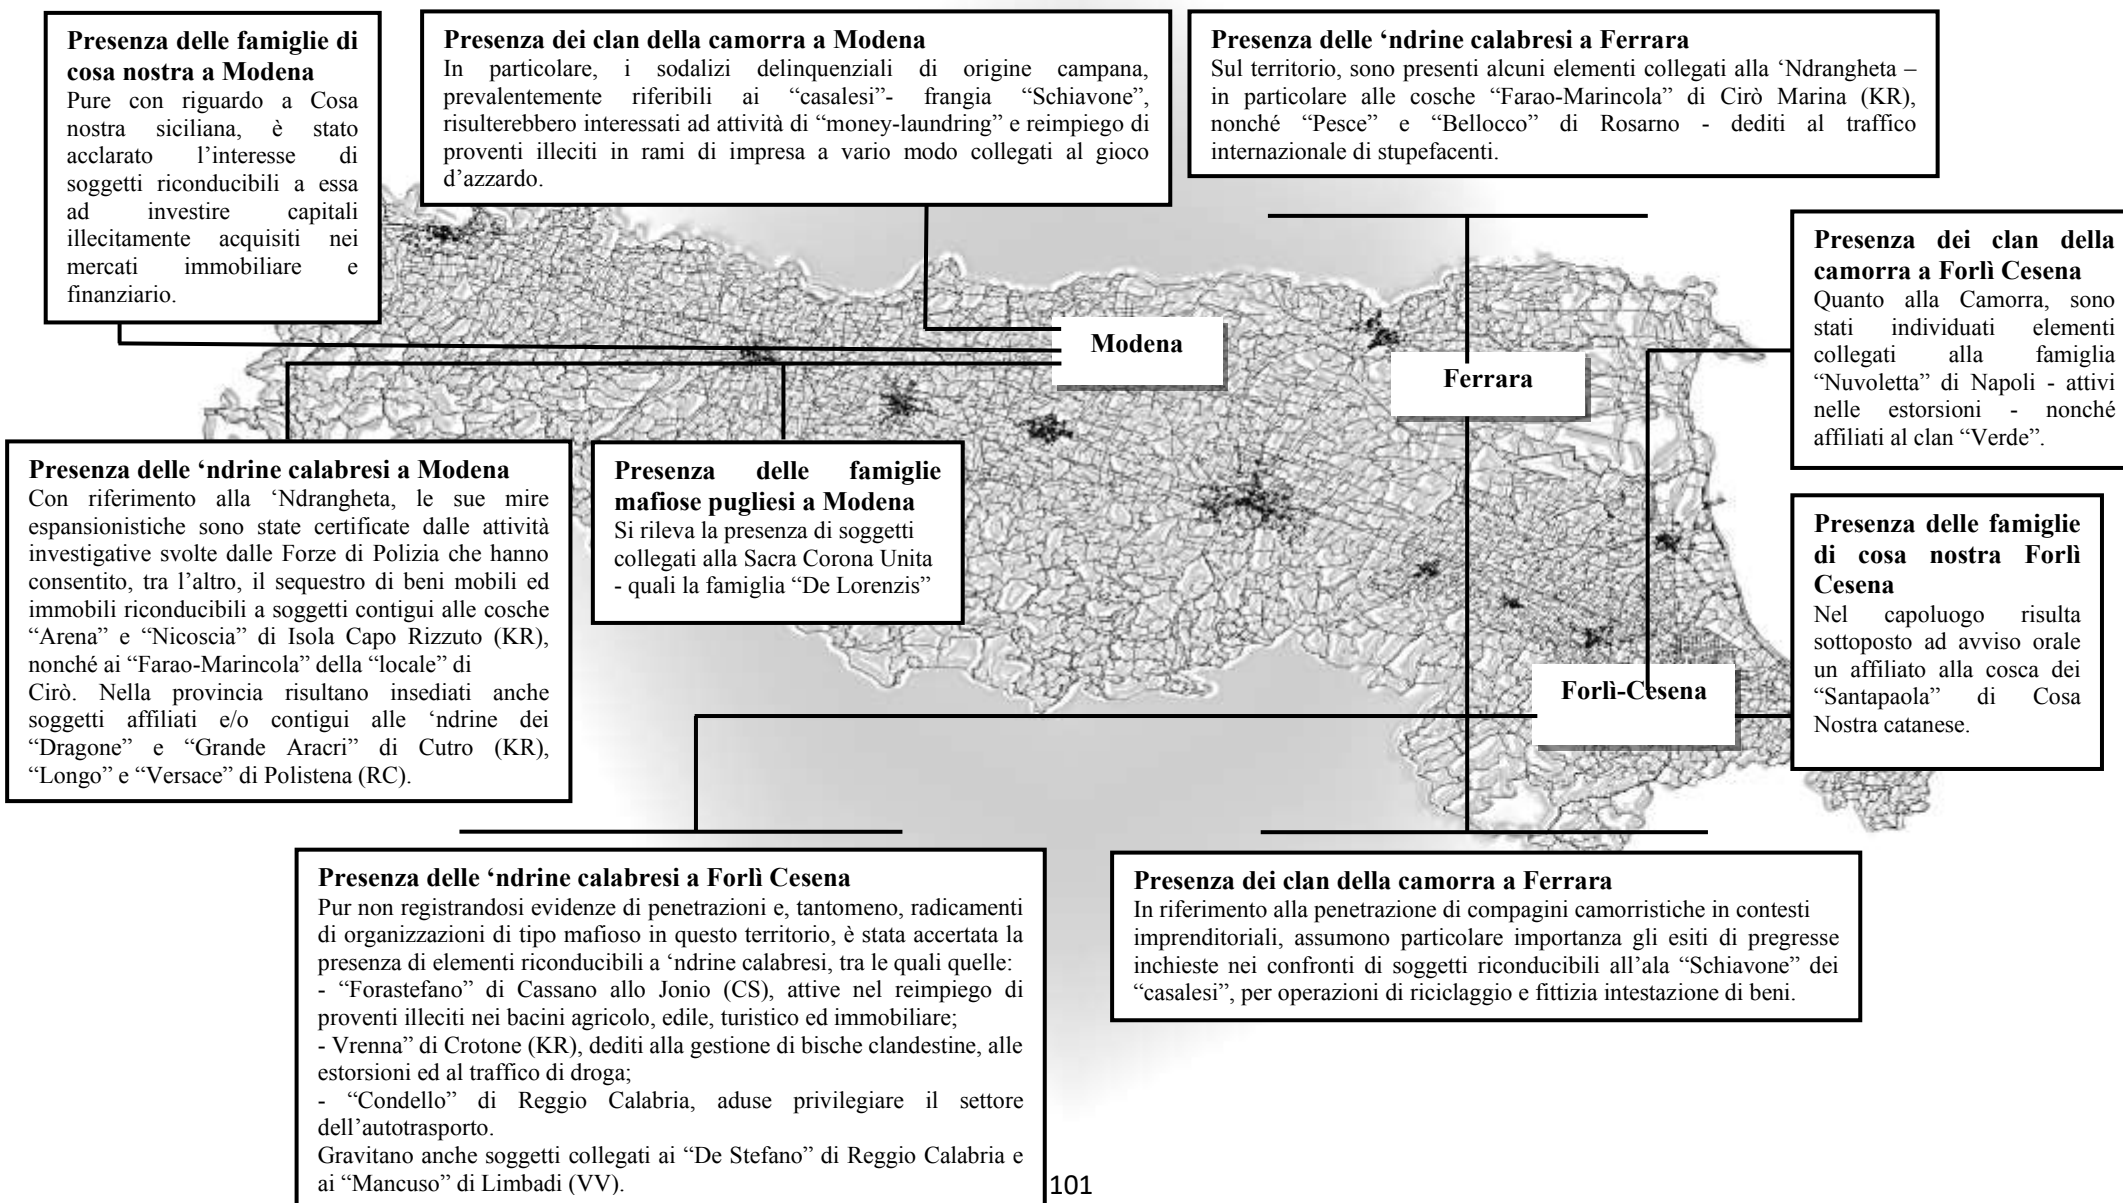 Presenza delle famiglie di
cosa nostra a Modena
Pure con riguardo a Cosa
nostra siciliana, è stato
acclarato l’interesse di
soggetti riconducibili a essa
ad investire capitali
illecitamente acquisiti nei
mercati immobiliare e
finanziario.
Presenza dei clan della camorra a Modena
In particolare, i sodalizi delinquenziali di origine campana,
prevalentemente riferibili ai “casalesi”- frangia “Schiavone”,
risulterebbero interessati ad attività di “money-laundring” e reimpiego di
proventi illeciti in rami di impresa a vario modo collegati al gioco
d’azzardo.
Presenza delle ‘ndrine calabresi a Ferrara
Sul territorio, sono presenti alcuni elementi collegati alla ‘Ndrangheta –
in particolare alle cosche “Farao-Marincola” di Cirò Marina (KR),
nonché “Pesce” e “Bellocco” di Rosarno - dediti al traffico
internazionale di stupefacenti.
Presenza dei clan della
camorra a Forlì Cesena
Quanto alla Camorra, sono
stati individuati elementi
collegati alla famiglia
“Nuvoletta” di Napoli - attivi
nelle estorsioni - nonché
affiliati al clan “Verde”.
Modena
Ferrara
Presenza delle ‘ndrine calabresi a Modena
Con riferimento alla ‘Ndrangheta, le sue mire
espansionistiche sono state certificate dalle attività
investigative svolte dalle Forze di Polizia che hanno
consentito, tra l’altro, il sequestro di beni mobili ed
immobili riconducibili a soggetti contigui alle cosche
“Arena” e “Nicoscia” di Isola Capo Rizzuto (KR),
nonché ai “Farao-Marincola” della “locale” di
Cirò. Nella provincia risultano insediati anche
soggetti affiliati e/o contigui alle ‘ndrine dei
“Dragone” e “Grande Aracri” di Cutro (KR),
“Longo” e “Versace” di Polistena (RC).
Presenza delle famiglie
mafiose pugliesi a Modena
Si rileva la presenza di soggetti
collegati alla Sacra Corona Unita
- quali la famiglia “De Lorenzis”
Presenza delle famiglie
di cosa nostra Forlì
Cesena
Nel capoluogo risulta
sottoposto ad avviso orale
un affiliato alla cosca dei
“Santapaola” di Cosa
Nostra catanese.
Forlì-Cesena
Presenza delle ‘ndrine calabresi a Forlì Cesena
Pur non registrandosi evidenze di penetrazioni e, tantomeno, radicamenti
di organizzazioni di tipo mafioso in questo territorio, è stata accertata la
presenza di elementi riconducibili a ‘ndrine calabresi, tra le quali quelle:
- “Forastefano” di Cassano allo Jonio (CS), attive nel reimpiego di
proventi illeciti nei bacini agricolo, edile, turistico ed immobiliare;
- Vrenna” di Crotone (KR), dediti alla gestione di bische clandestine, alle
estorsioni ed al traffico di droga;
- “Condello” di Reggio Calabria, aduse privilegiare il settore
dell’autotrasporto.
Gravitano anche soggetti collegati ai “De Stefano” di Reggio Calabria e
ai “Mancuso” di Limbadi (VV).
Presenza dei clan della camorra a Ferrara
In riferimento alla penetrazione di compagini camorristiche in contesti
imprenditoriali, assumono particolare importanza gli esiti di pregresse
inchieste nei confronti di soggetti riconducibili all’ala “Schiavone” dei
“casalesi”, per operazioni di riciclaggio e fittizia intestazione di beni.
101